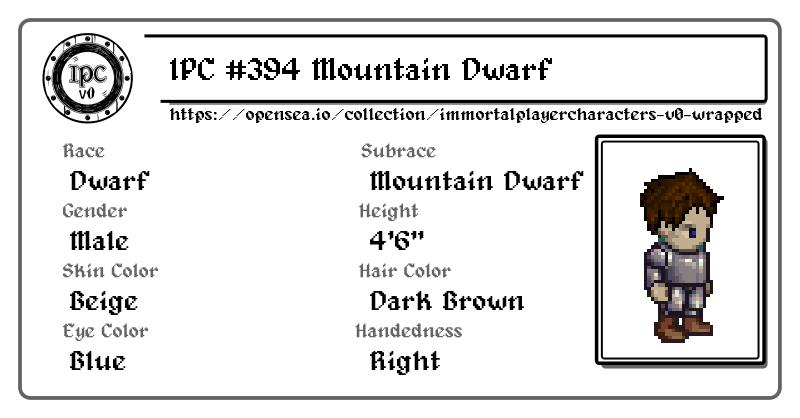 IPC v0
IPC #394 Mountain Dwarf
https://opensea.io/collection/immortalplayercharacters-v0-wrapped
Race
Dwarf
Subrace
Mountain Dwarf
Gender
Male
Height
4'6"
Skin Color
Beige
Hair Color
Dark Brown
Eye Color
Blue
Handedness
Right